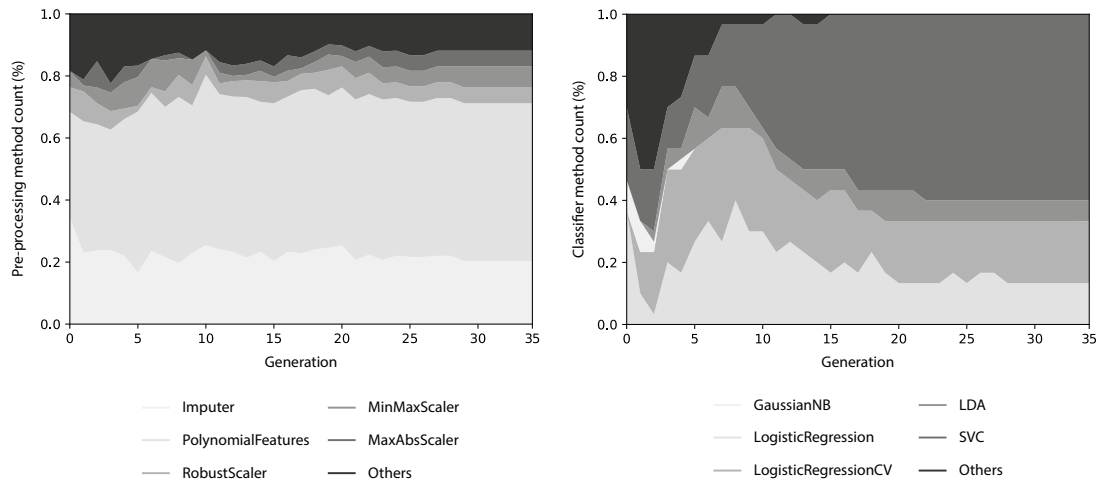 Pre-processing method count (%)
1.0
0.8
0.6
0.4
0.2
0.0
0 5 10 15 20 25 30 35
Generation
Imputer
PolynomialFeatures
RobustScaler
MinMaxScaler
MaxAbsScaler
Others
Classifier method count (%)
1.0
0.8
0.6
0.4
0.2
0.0
0 5 10 15 20 25 30 35
Generation
GaussianNB
LogisticRegression
LogisticRegressionCV
LDA
SVC
Others